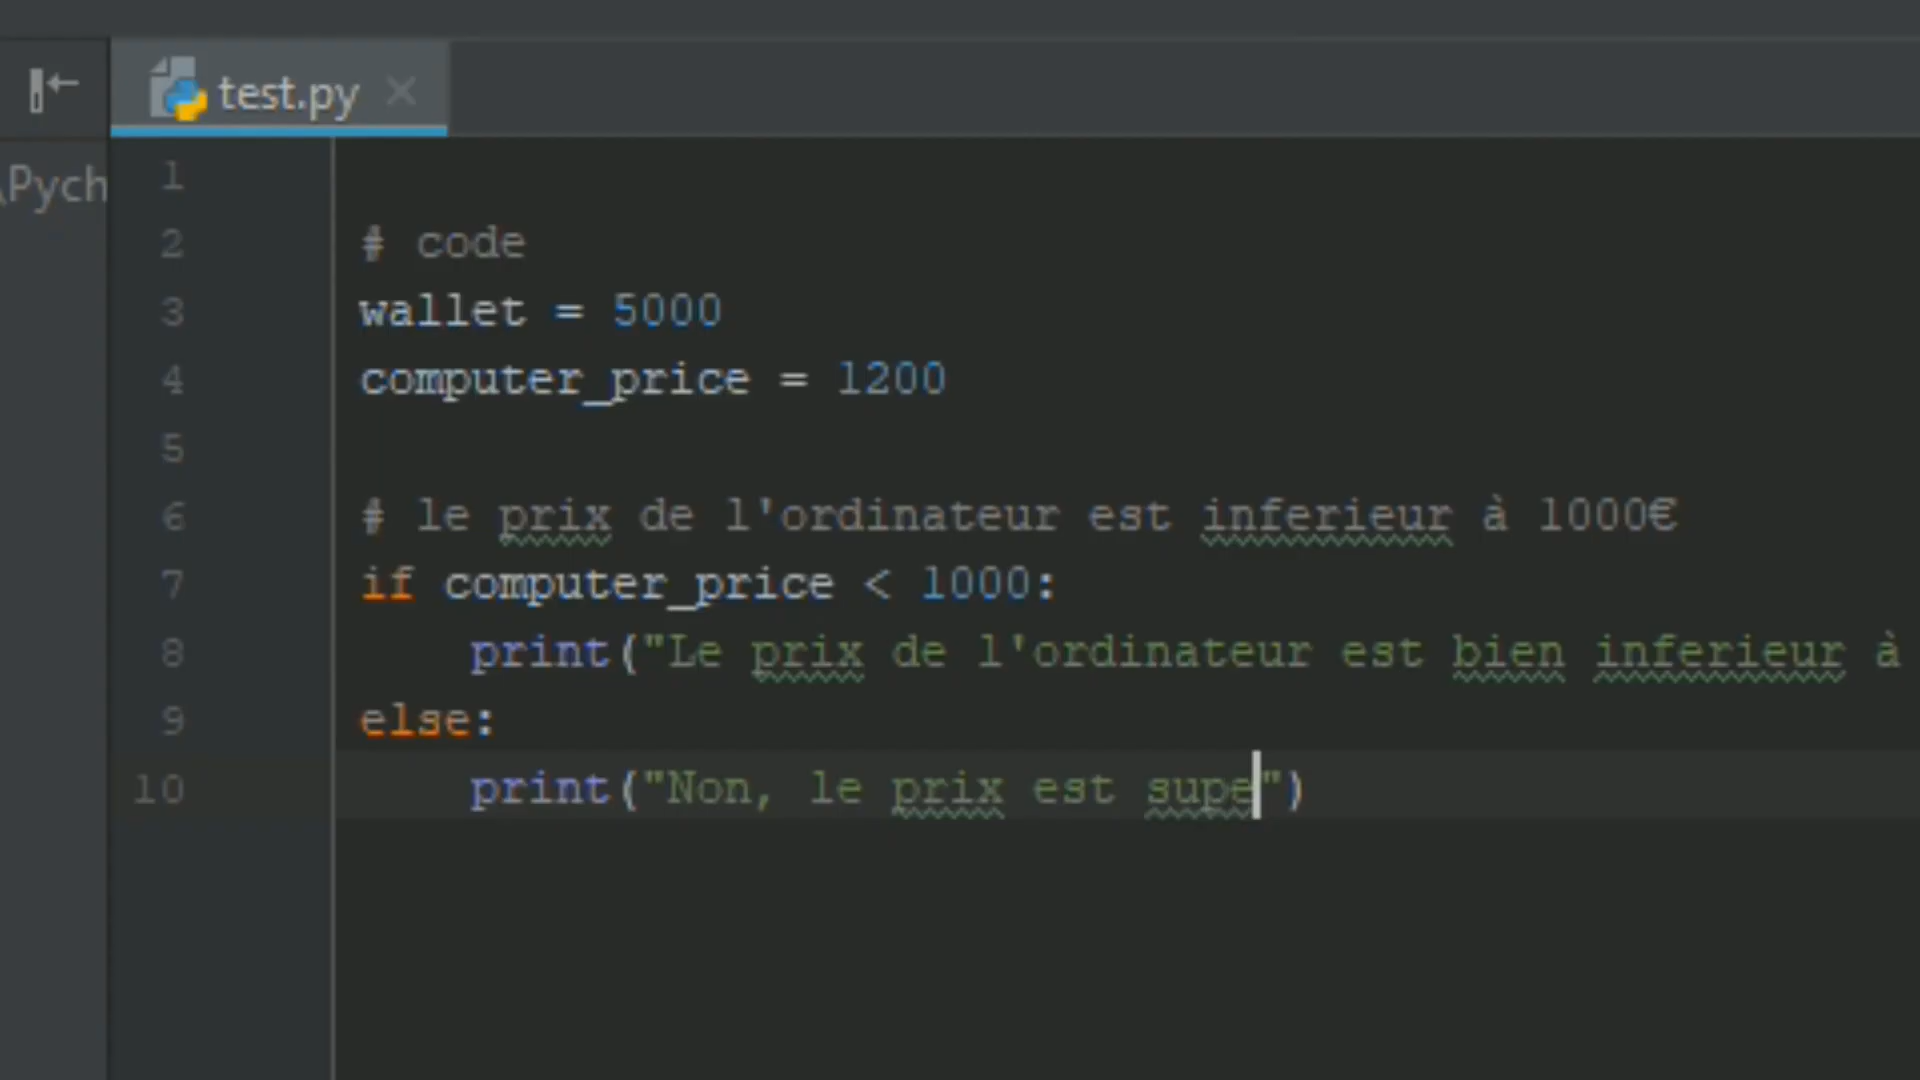 test.py
\Pych
1
2 # code
3 wallet = 5000
4 computer_price = 1200
5
6 # le prix de l'ordinateur est inferieur à 1000€
7 if computer_price < 1000:
8 print("Le prix de l'ordinateur est bien inferieur à
9 else:
10 print("Non, le prix est supe")